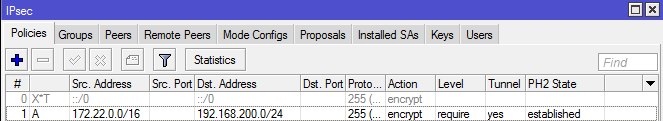 IPsec
Policies Groups Peers Remote Peers Mode Configs Proposals Installed SAs Keys Users
Statistics Find
# Src. Address Src. Port Dst. Address Dst. Port Proto... Action Level Tunnel PH2 State
0 X*T ::/0 ::/0 255 (... encrypt
1 A 172.22.0.0/16 192.168.200.0/24 255 (... encrypt require yes established